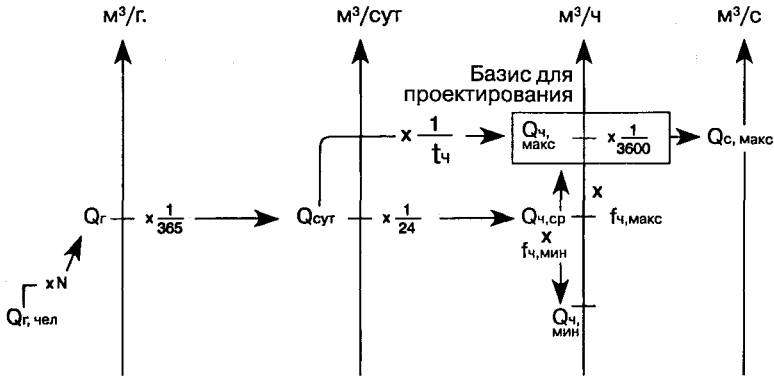 м³/г.
м³/сут
м³/ч
м³/с
Базис для
проектирования
x 1/tч
Qч,
макс
x 1/3600
Qс, макс
Qг
x 1/365
Qсут
x 1/24
Qч,ср
x
fч,макс
x
fч,мин
xN
Qг, чел
Qч,
мин